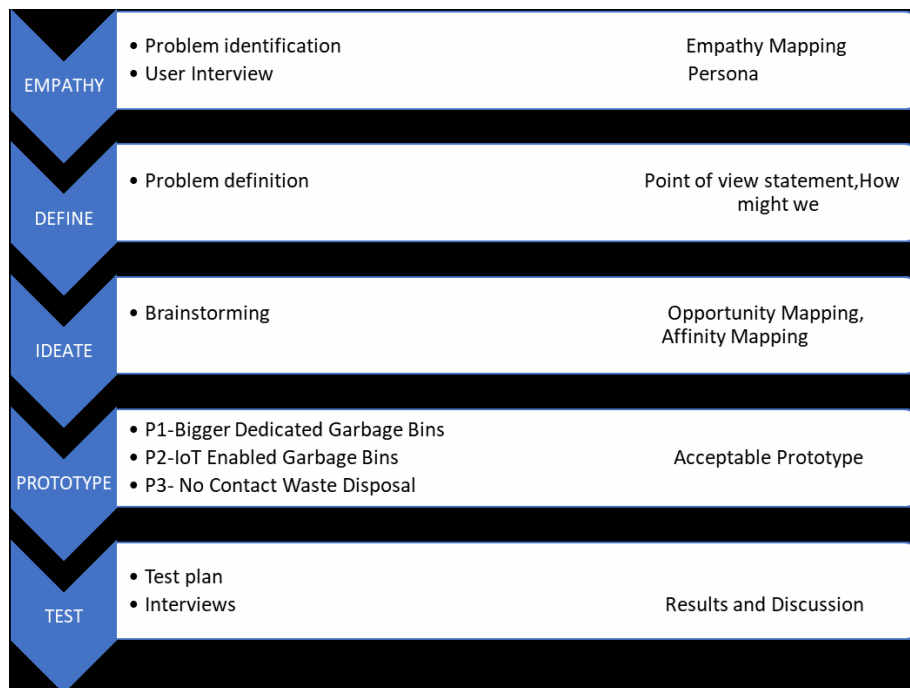 EMPATHY
• Problem identification
• User Interview
Empathy Mapping
Persona
DEFINE
• Problem definition
Point of view statement,How
might we
IDEATE
• Brainstorming
Opportunity Mapping,
Affinity Mapping
PROTOTYPE
• P1-Bigger Dedicated Garbage Bins
• P2-IoT Enabled Garbage Bins
• P3- No Contact Waste Disposal
Acceptable Prototype
TEST
• Test plan
• Interviews
Results and Discussion